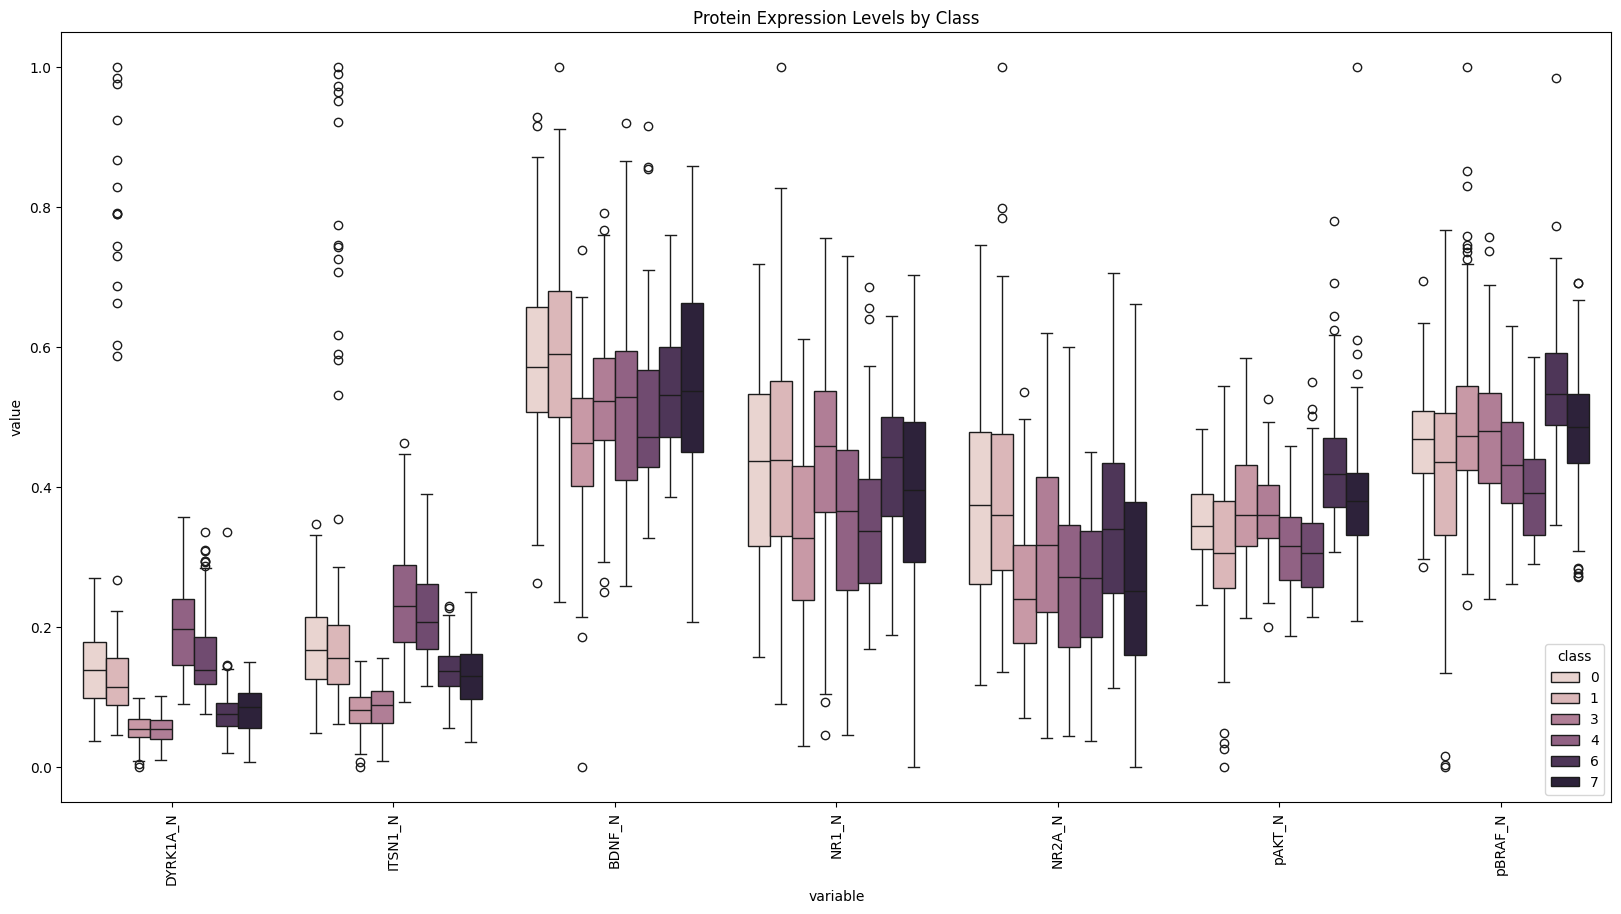 Protein Expression Levels by Class
value
1.0
0.8
0.6
0.4
0.2
0.0
DYRK1A_N
ITSN1_N
BDNF_N
NR1_N
NR2A_N
pAKT_N
pBRAF_N
variable
class
0
1
3
4
6
7